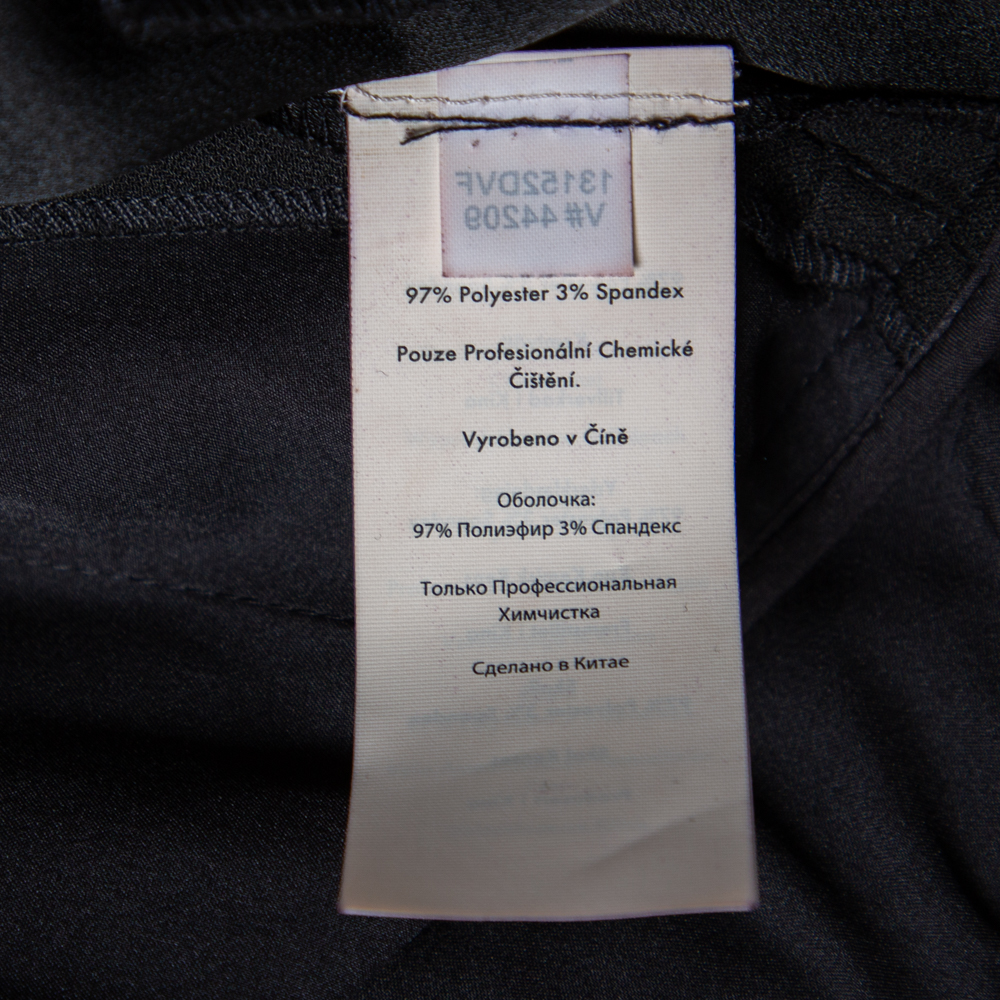 13152DVF
V# 44209
97% Polyester 3% Spandex
Pouze Profesionální Chemické
Čištění.
Vyrobeno v Číně
Оболочка:
97% Полиэфир 3% Спандекс
Только Профессиональная
Химчистка
Сделано в Китае